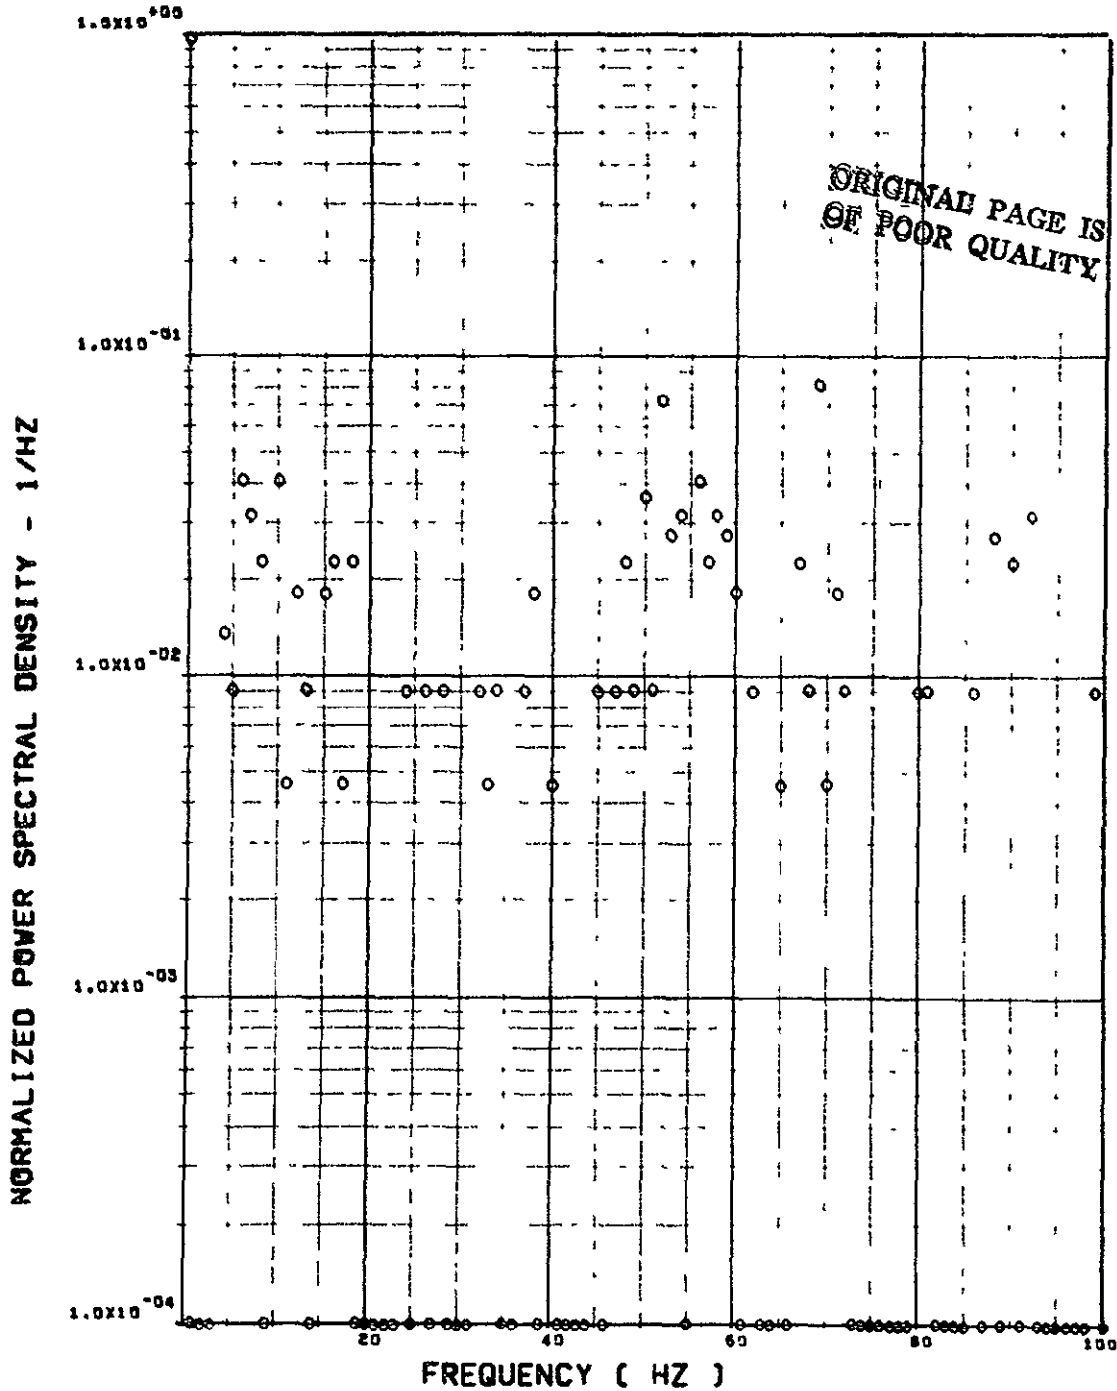 1.0X10+00
ORIGINAL PAGE IS
OF POOR QUALITY
1.0X10-01
1.0X10-02
1.0X10-03
1.0X10-04
NORMALIZED POWER SPECTRAL DENSITY - 1/HZ
20 40 60 80 100
FREQUENCY ( HZ )